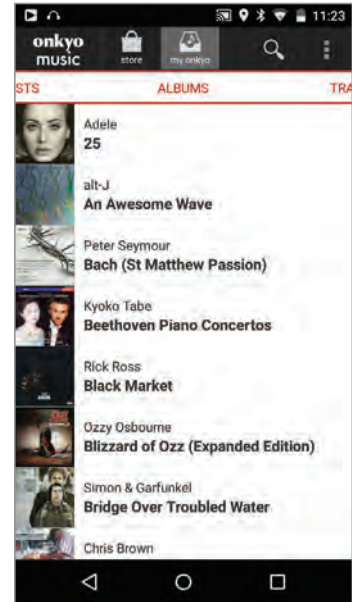 11:23
onkyo
music
store
my onkyo
STS
ALBUMS
TRA
Adele
25
alt-J
An Awesome Wave
Peter Seymour
Bach (St Matthew Passion)
Kyoko Tabe
Beethoven Piano Concertos
Rick Ross
Black Market
Ozzy Osbourne
Blizzard of Ozz (Expanded Edition)
Simon & Garfunkel
Bridge Over Troubled Water
Chris Brown